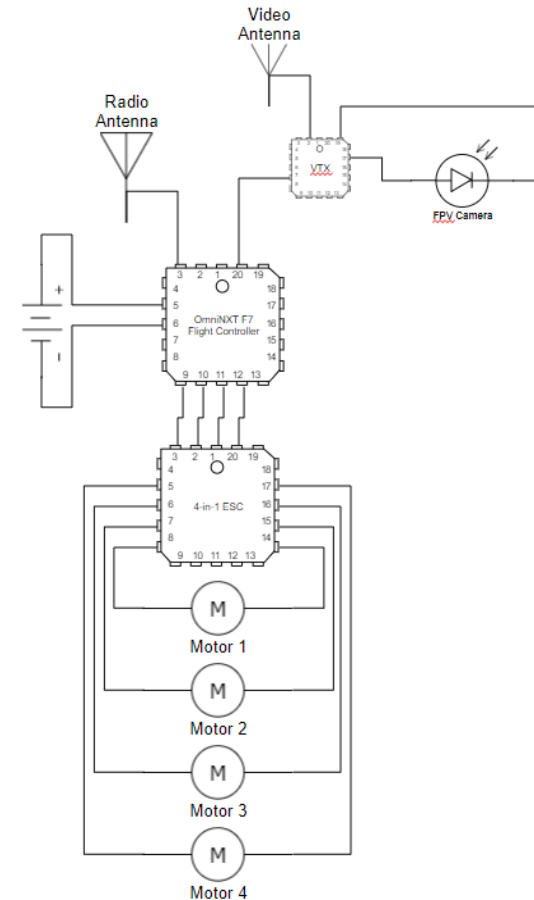 Video
Antenna
Radio
Antenna
VTX
FPV Camera
+
-
3 2 1 20 19
4
5
6
7
8
18
17
16
15
14
OmniNXT F7
Flight Controller
9 10 11 12 13
3 2 1 20 19
4
5
6
7
8
18
17
16
15
14
4-in-1 ESC
9 10 11 12 13
M
Motor 1
M
Motor 2
M
Motor 3
M
Motor 4